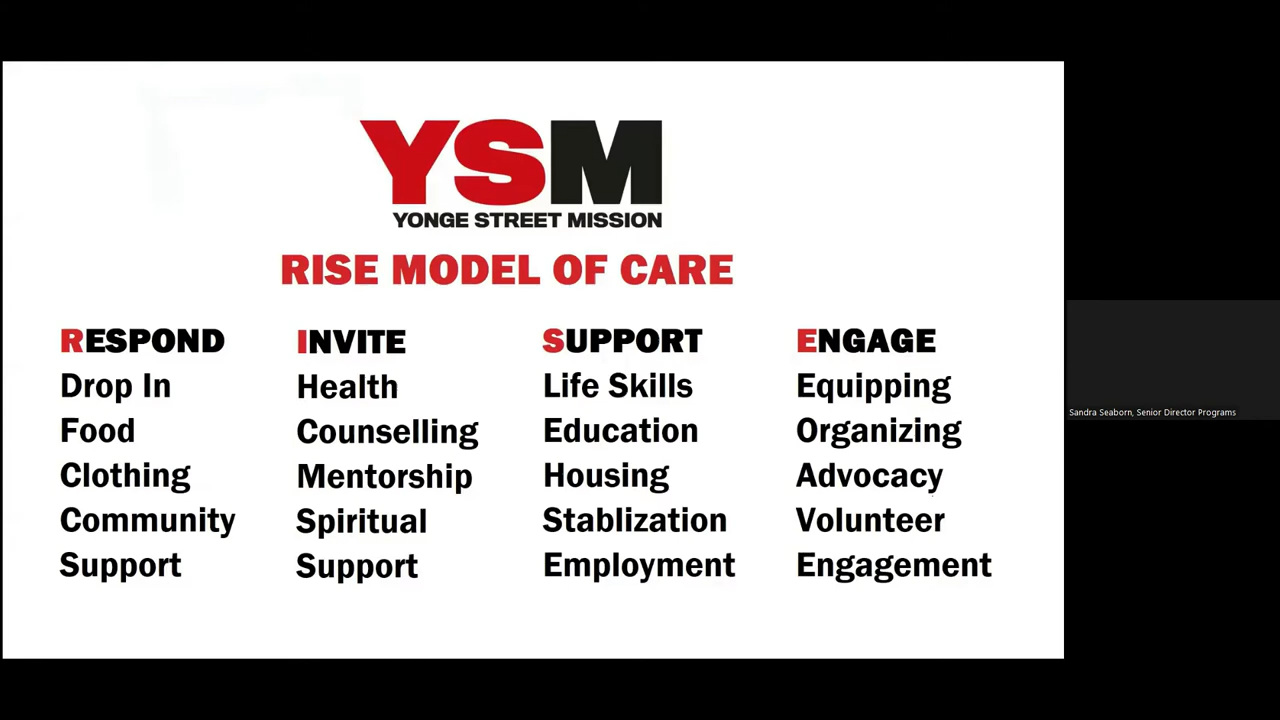 YSM
YONGE STREET MISSION
RISE MODEL OF CARE
RESPOND
Drop In
Food
Clothing
Community
Support
INVITE
Health
Counselling
Mentorship
Spiritual
Support
SUPPORT
Life Skills
Education
Housing
Stablization
Employment
ENGAGE
Equipping
Organizing
Advocacy
Volunteer
Engagement
Sandra Seaborn, Senior Director Programs